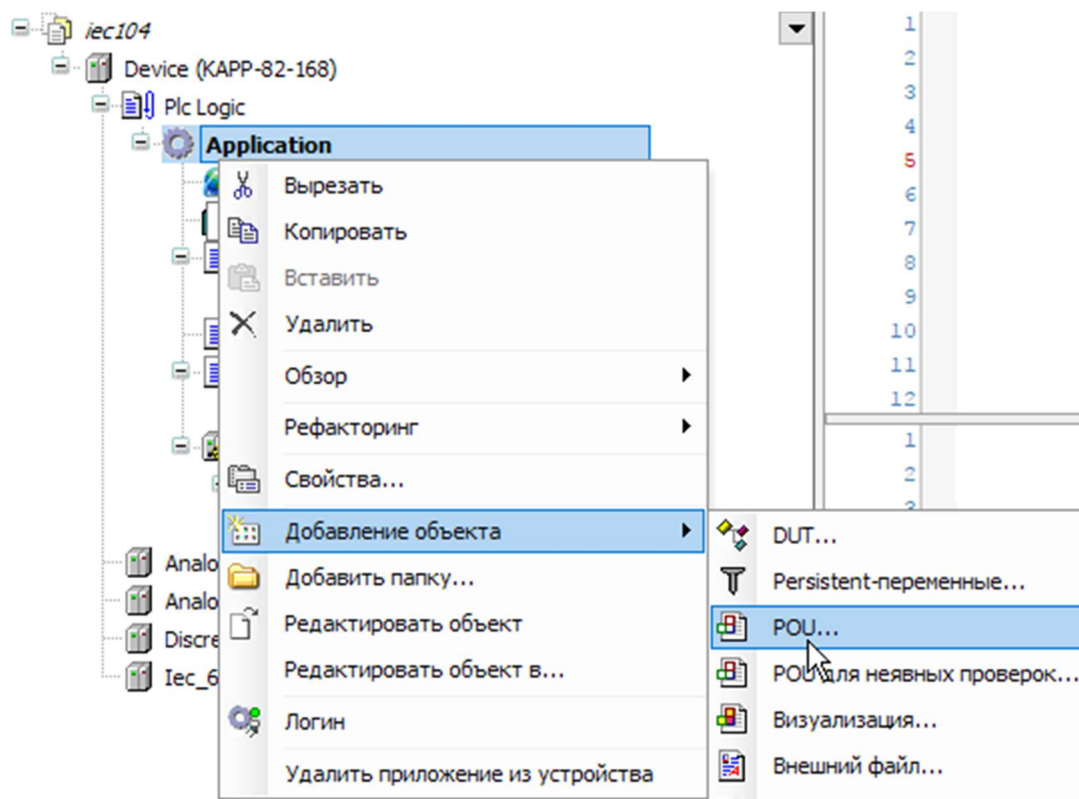 iec104
Device (KAPP-82-168)
Plc Logic
Application
Вырезать
Копировать
Вставить
Удалить
Обзор
Рефакторинг
Свойства...
Добавление объекта
Добавить папку...
Редактировать объект
Редактировать объект в...
Логин
Удалить приложение из устройства
Analo
Analo
Discre
Iec_6
DUT...
Persistent-переменные...
POU...
POU для неявных проверок...
Визуализация...
Внешний файл...
1
2
3
4
5
6
7
8
9
10
11
12
1
2
3